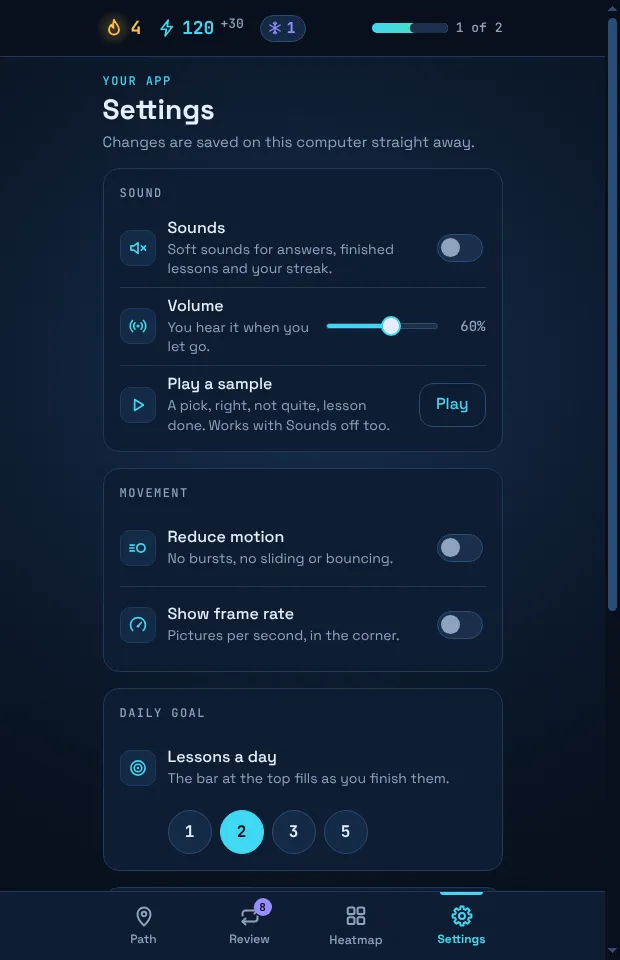 4 120 +30 1 1 of 2
YOUR APP
Settings
Changes are saved on this computer straight away.
SOUND
Sounds
Soft sounds for answers, finished
lessons and your streak.
Volume
You hear it when you
let go.
60%
Play a sample
A pick, right, not quite, lesson
done. Works with Sounds off too.
Play
MOVEMENT
Reduce motion
No bursts, no sliding or bouncing.
Show frame rate
Pictures per second, in the corner.
DAILY GOAL
Lessons a day
The bar at the top fills as you finish them.
1 2 3 5
8
Path Review Heatmap Settings